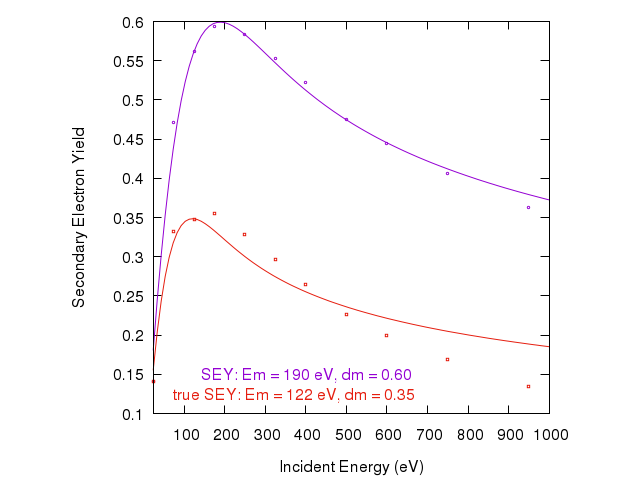 0.6
0.55
0.5
0.45
0.4
0.35
0.3
0.25
0.2
0.15
0.1
Secondary Electron Yield
SEY: Em = 190 eV, dm = 0.60
true SEY: Em = 122 eV, dm = 0.35
100 200 300 400 500 600 700 800 900 1000
Incident Energy (eV)